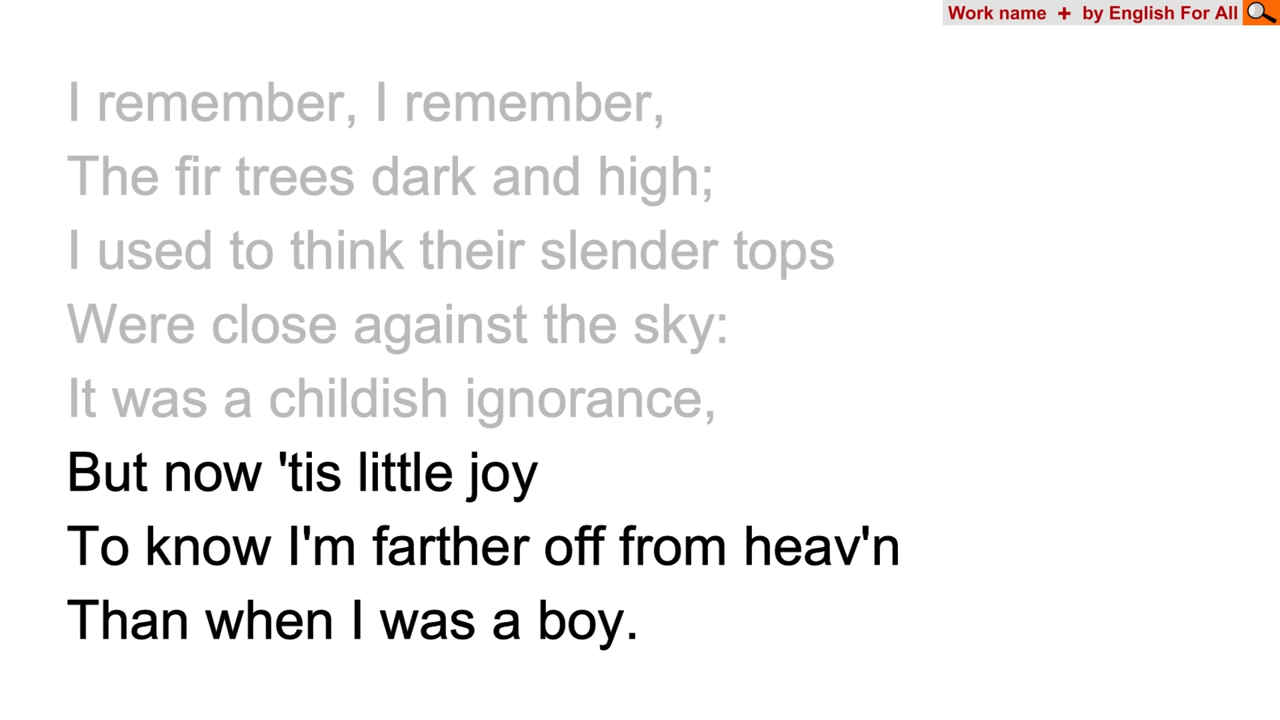 Work name + by English For All
I remember, I remember,
The fir trees dark and high;
I used to think their slender tops
Were close against the sky:
It was a childish ignorance,
But now 'tis little joy
To know I'm farther off from heav'n
Than when I was a boy.